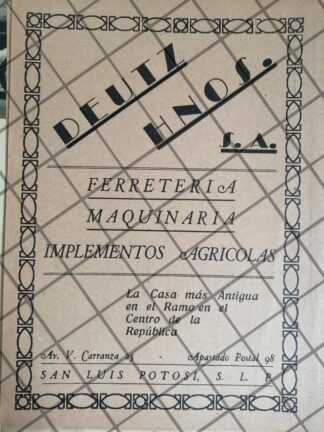 DEUTZ
HNOS.
S.A.
FERRETERIA
MAQUINARIA
IMPLEMENTOS AGRICOLAS
La Casa más Antigua
en el Ramo en el
Centro de la
República
Av. V. Carranza 25 - Apartado Postal 98
SAN LUIS POTOSI, S. L. P.